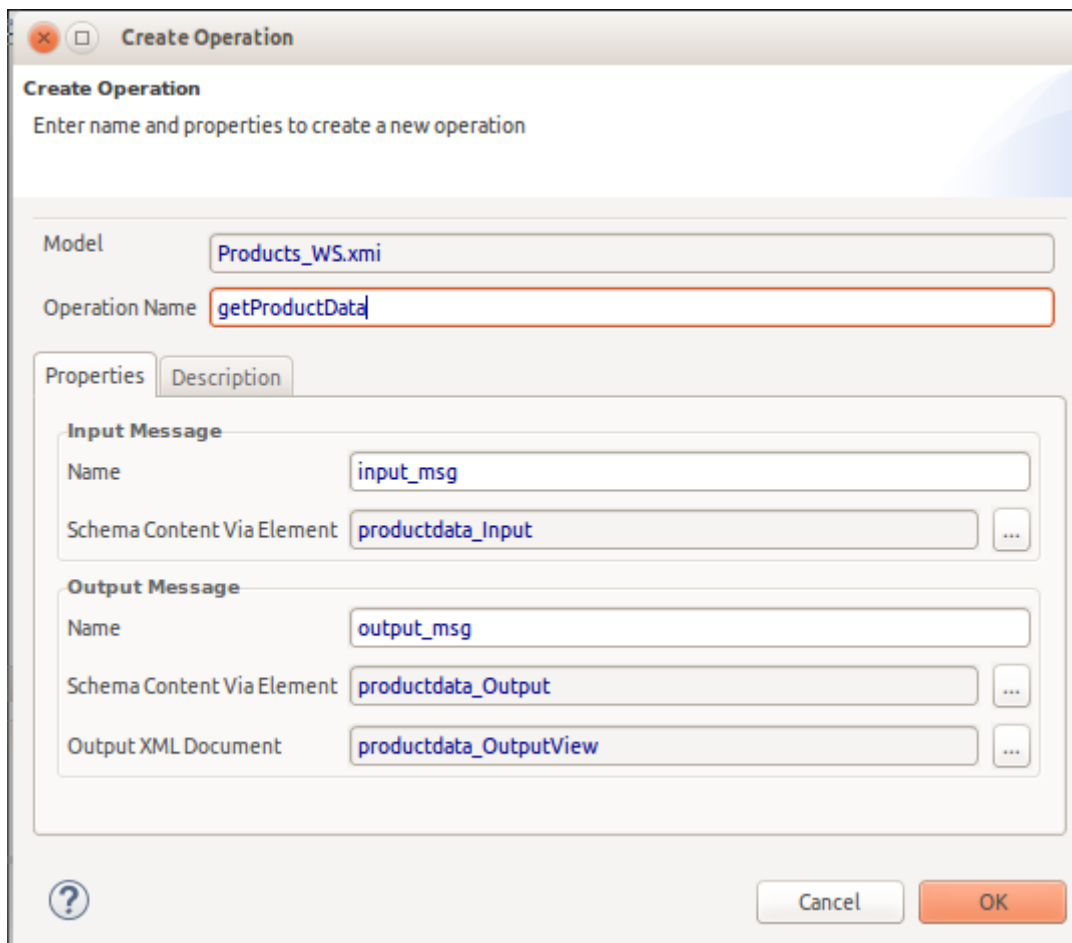 Create Operation
Create Operation
Enter name and properties to create a new operation
Model Products_WS.xmi
Operation Name getProductData
Properties Description
Input Message
Name input_msg
Schema Content Via Element productdata_Input ...
Output Message
Name output_msg
Schema Content Via Element productdata_Output ...
Output XML Document productdata_OutputView ...
? Cancel OK